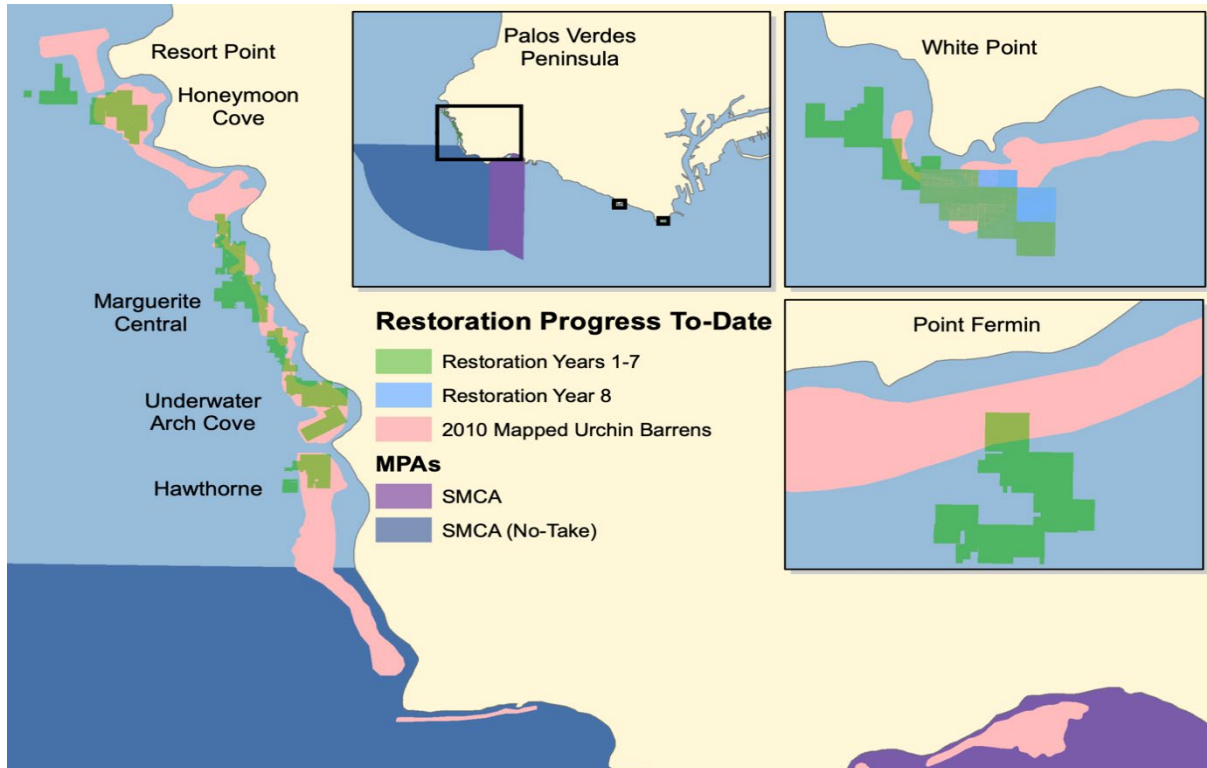 Resort Point
Honeymoon
Cove
Marguerite
Central
Underwater
Arch Cove
Hawthorne
Palos Verdes
Peninsula
White Point
Point Fermin
Restoration Progress To-Date
Restoration Years 1-7
Restoration Year 8
2010 Mapped Urchin Barrens
MPAs
SMCA
SMCA (No-Take)